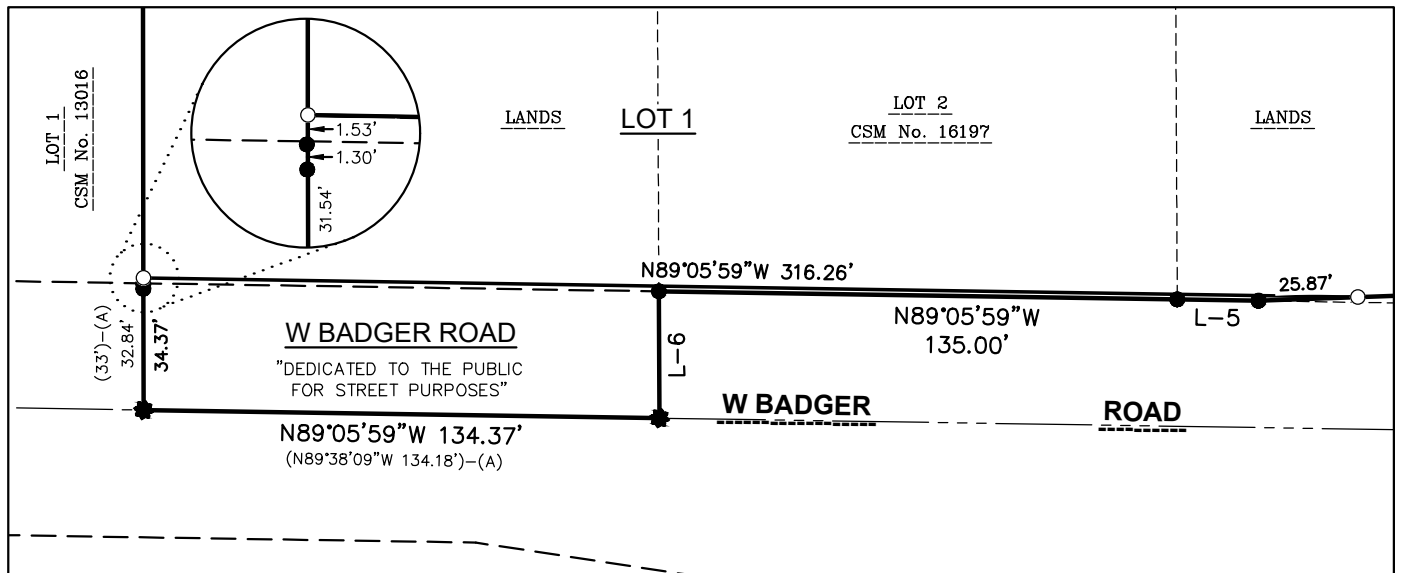 LOT 1
CSM No. 13016
1.53'
1.30'
31.54'
LANDS
LOT 1
LOT 2
CSM No. 16197
LANDS
N89°05'59"W 316.26'
25.87'
N89°05'59"W
135.00'
L-5
L-6
(33')-(A)
32.84'
34.37'
W BADGER ROAD
"DEDICATED TO THE PUBLIC
FOR STREET PURPOSES"
W BADGER ROAD
N89°05'59"W 134.37'
(N89°38'09"W 134.18')-(A)